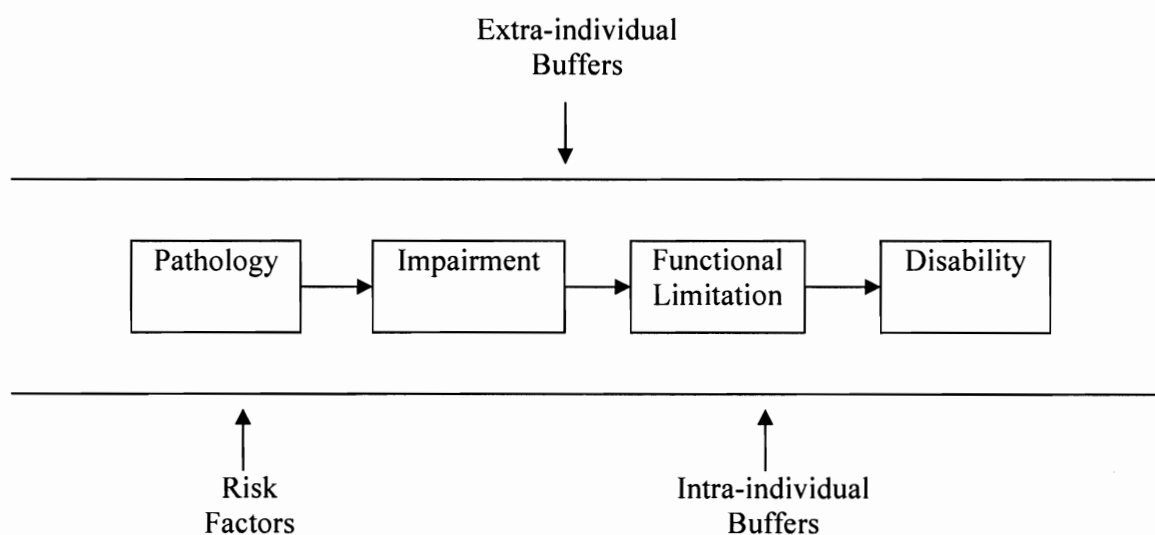 Extra-individual
Buffers
Pathology
Impairment
Functional
Limitation
Disability
Risk
Factors
Intra-individual
Buffers